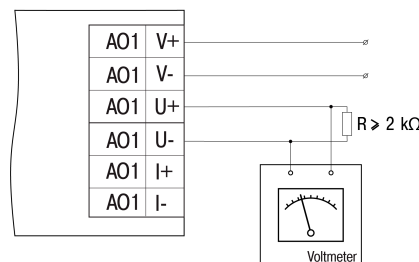 AO1 V+
AO1 V-
AO1 U+
R ⩾ 2 kΩ
AO1 U-
AO1 I+
AO1 I-
Voltmeter